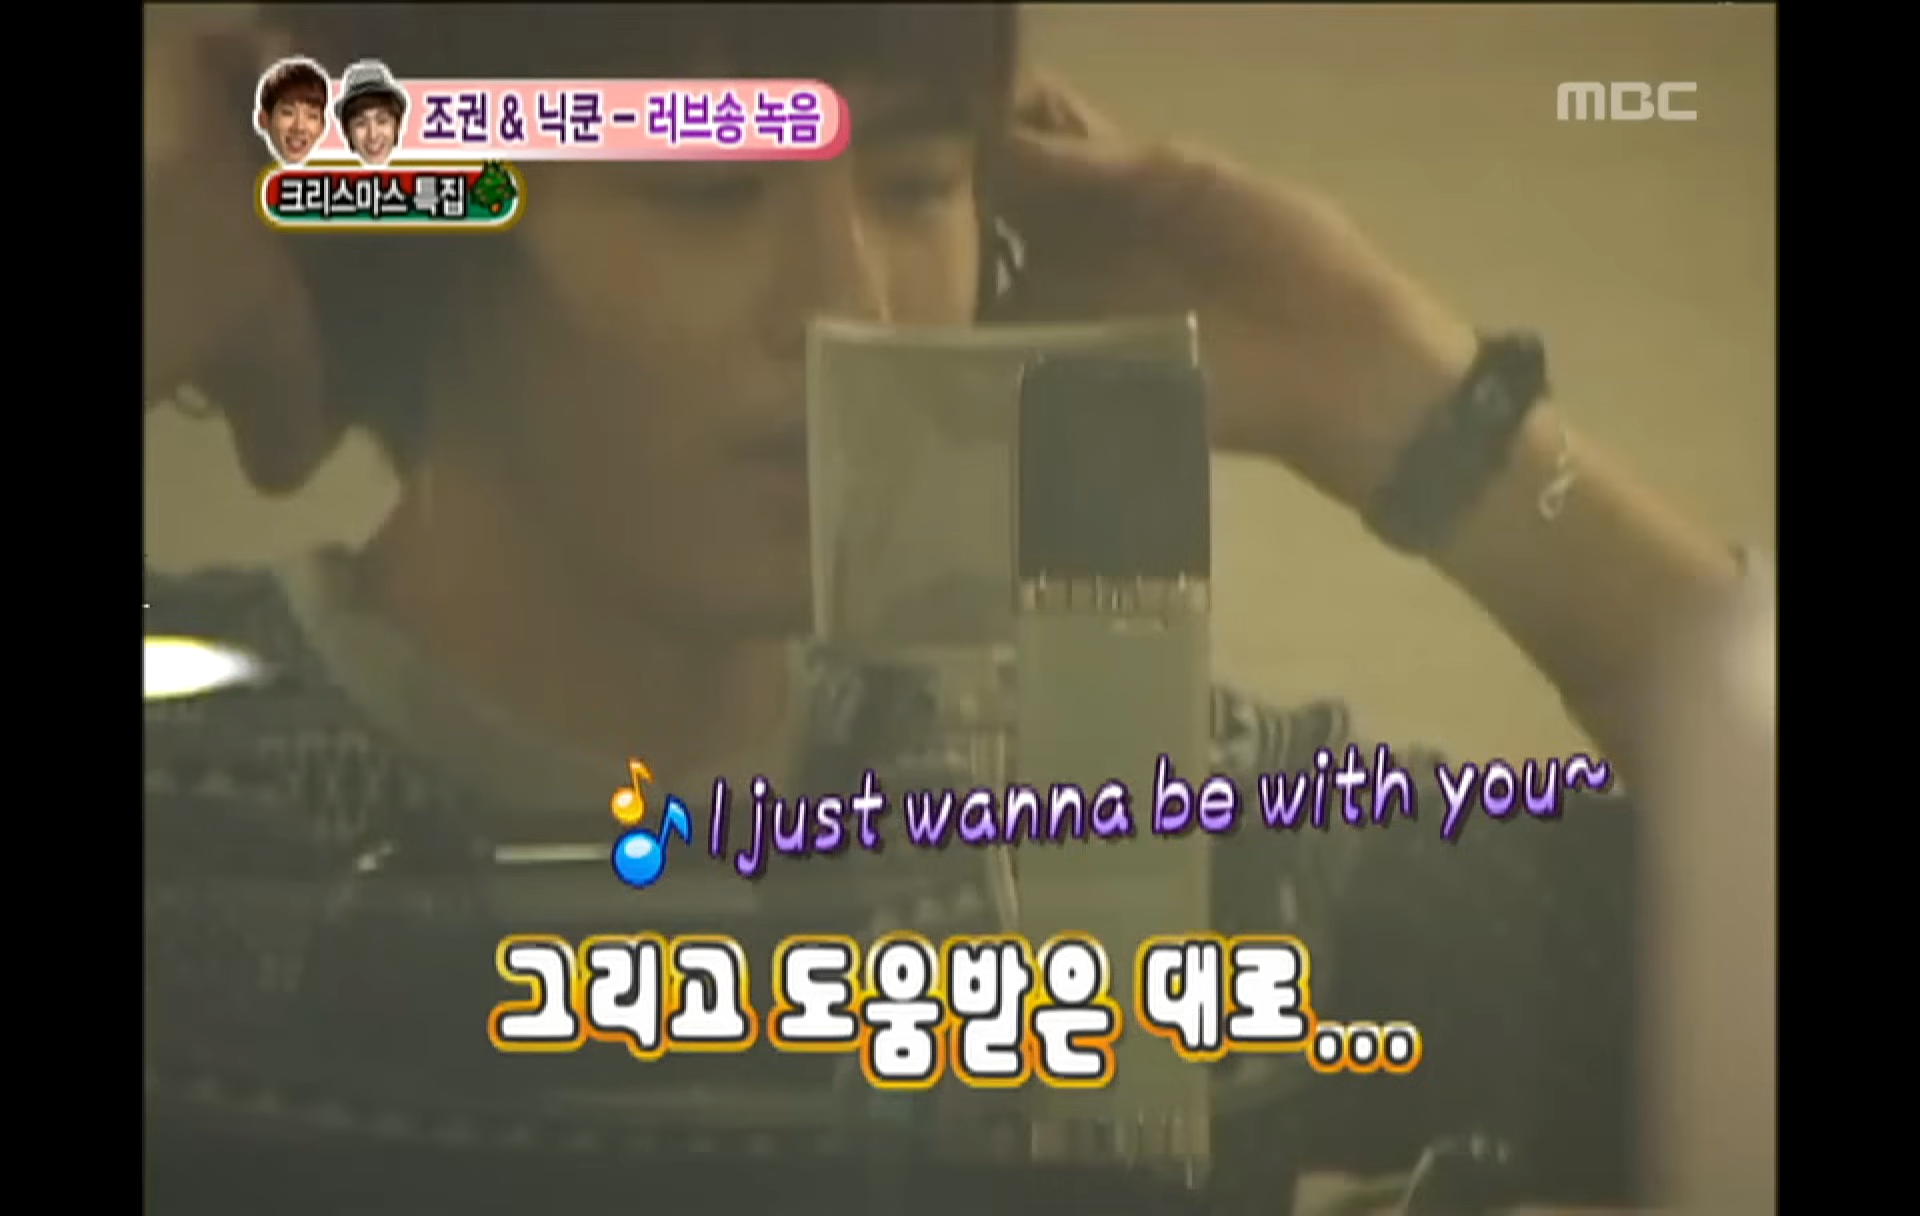 조권 & 닉쿤 - 러브송 녹음
MBC
크리스마스 특집
I just wanna be with you~
그리고 도움받은 대로...